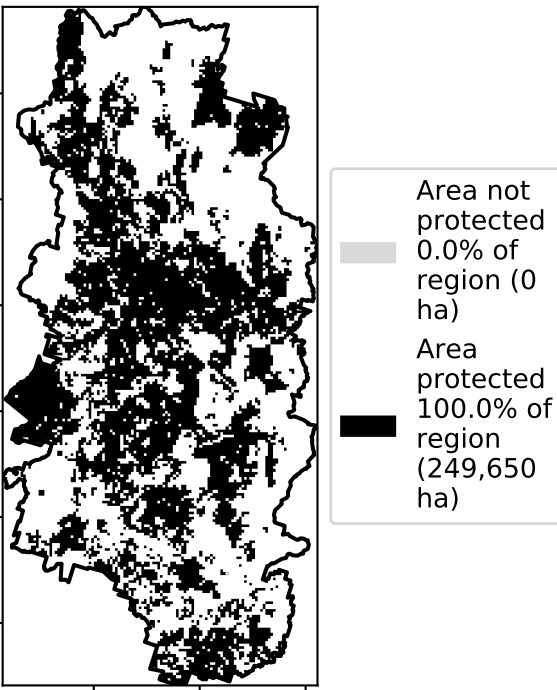 Area not
protected
0.0% of
region (0
ha)
Area
protected
100.0% of
region
(249,650
ha)